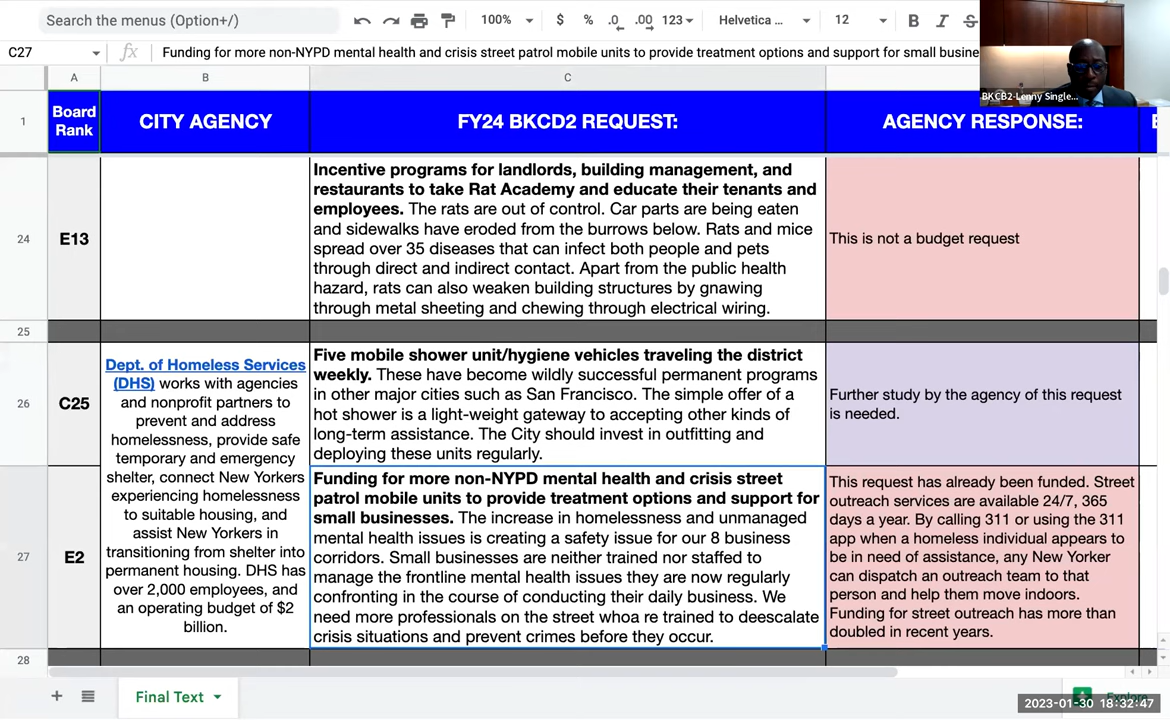 Search the menus (Option+/)
100%
$ % .0 .00 123
Helvetica ...
12
B I S
C27
fx
Funding for more non-NYPD mental health and crisis street patrol mobile units to provide treatment options and support for small busine
BKCB2-Lenny Single...
A
B
C
1
Board
Rank
CITY AGENCY
FY24 BKCD2 REQUEST:
AGENCY RESPONSE:
24
E13
Incentive programs for landlords, building management, and
restaurants to take Rat Academy and educate their tenants and
employees. The rats are out of control. Car parts are being eaten
and sidewalks have eroded from the burrows below. Rats and mice
spread over 35 diseases that can infect both people and pets
through direct and indirect contact. Apart from the public health
hazard, rats can also weaken building structures by gnawing
through metal sheeting and chewing through electrical wiring.
This is not a budget request
25
26
C25
Dept. of Homeless Services
(DHS) works with agencies
and nonprofit partners to
prevent and address
homelessness, provide safe
temporary and emergency
shelter, connect New Yorkers
experiencing homelessness
to suitable housing, and
assist New Yorkers in
transitioning from shelter into
permanent housing. DHS has
over 2,000 employees, and
an operating budget of $2
billion.
Five mobile shower unit/hygiene vehicles traveling the district
weekly. These have become wildly successful permanent programs
in other major cities such as San Francisco. The simple offer of a
hot shower is a light-weight gateway to accepting other kinds of
long-term assistance. The City should invest in outfitting and
deploying these units regularly.
Further study by the agency of this request
is needed.
27
E2
Funding for more non-NYPD mental health and crisis street
patrol mobile units to provide treatment options and support for
small businesses. The increase in homelessness and unmanaged
mental health issues is creating a safety issue for our 8 business
corridors. Small businesses are neither trained nor staffed to
manage the frontline mental health issues they are now regularly
confronting in the course of conducting their daily business. We
need more professionals on the street whoa re trained to deescalate
crisis situations and prevent crimes before they occur.
This request has already been funded. Street
outreach services are available 24/7, 365
days a year. By calling 311 or using the 311
app when a homeless individual appears to
be in need of assistance, any New Yorker
can dispatch an outreach team to that
person and help them move indoors.
Funding for street outreach has more than
doubled in recent years.
28
Final Text
Explore
2023-01-30 18:32:47